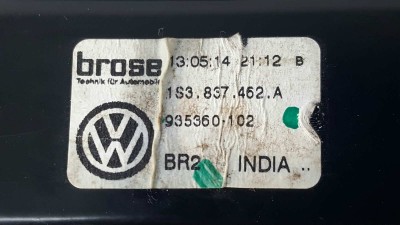 brose 13:05:14 21:12 B
Technik für Automobile
1S3.837.462.A
935360-102
BR2 INDIA ..